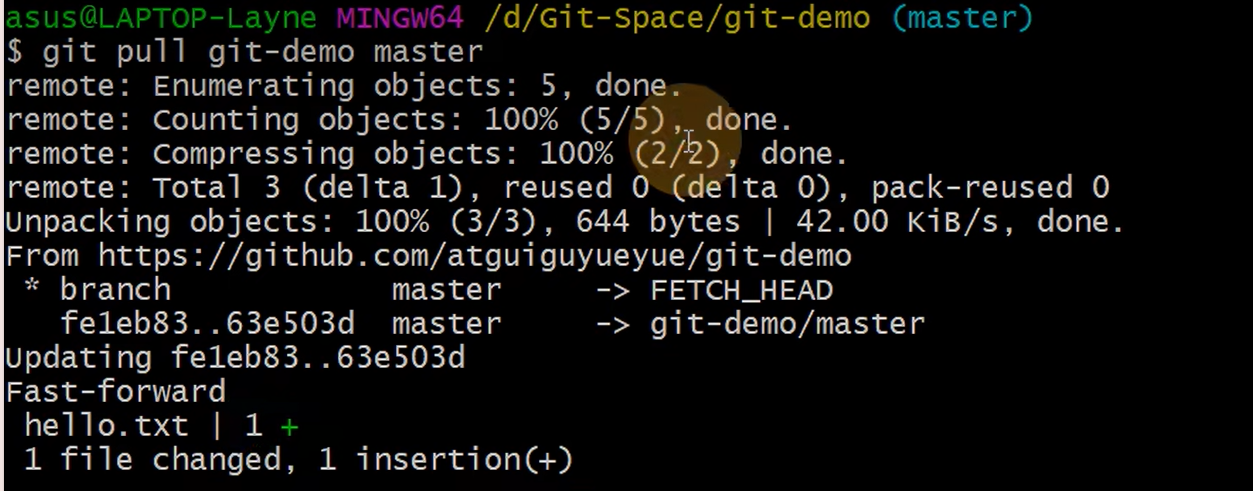 asus@LAPTOP-Layne MINGW64 /d/Git-Space/git-demo (master)
$ git pull git-demo master
remote: Enumerating objects: 5, done.
remote: Counting objects: 100% (5/5), done.
remote: Compressing objects: 100% (2/2), done.
remote: Total 3 (delta 1), reused 0 (delta 0), pack-reused 0
Unpacking objects: 100% (3/3), 644 bytes | 42.00 KiB/s, done.
From https://github.com/atguiguyueyue/git-demo
 * branch            master     -> FETCH_HEAD
   fe1eb83..63e503d  master     -> git-demo/master
Updating fe1eb83..63e503d
Fast-forward
 hello.txt | 1 +
 1 file changed, 1 insertion(+)